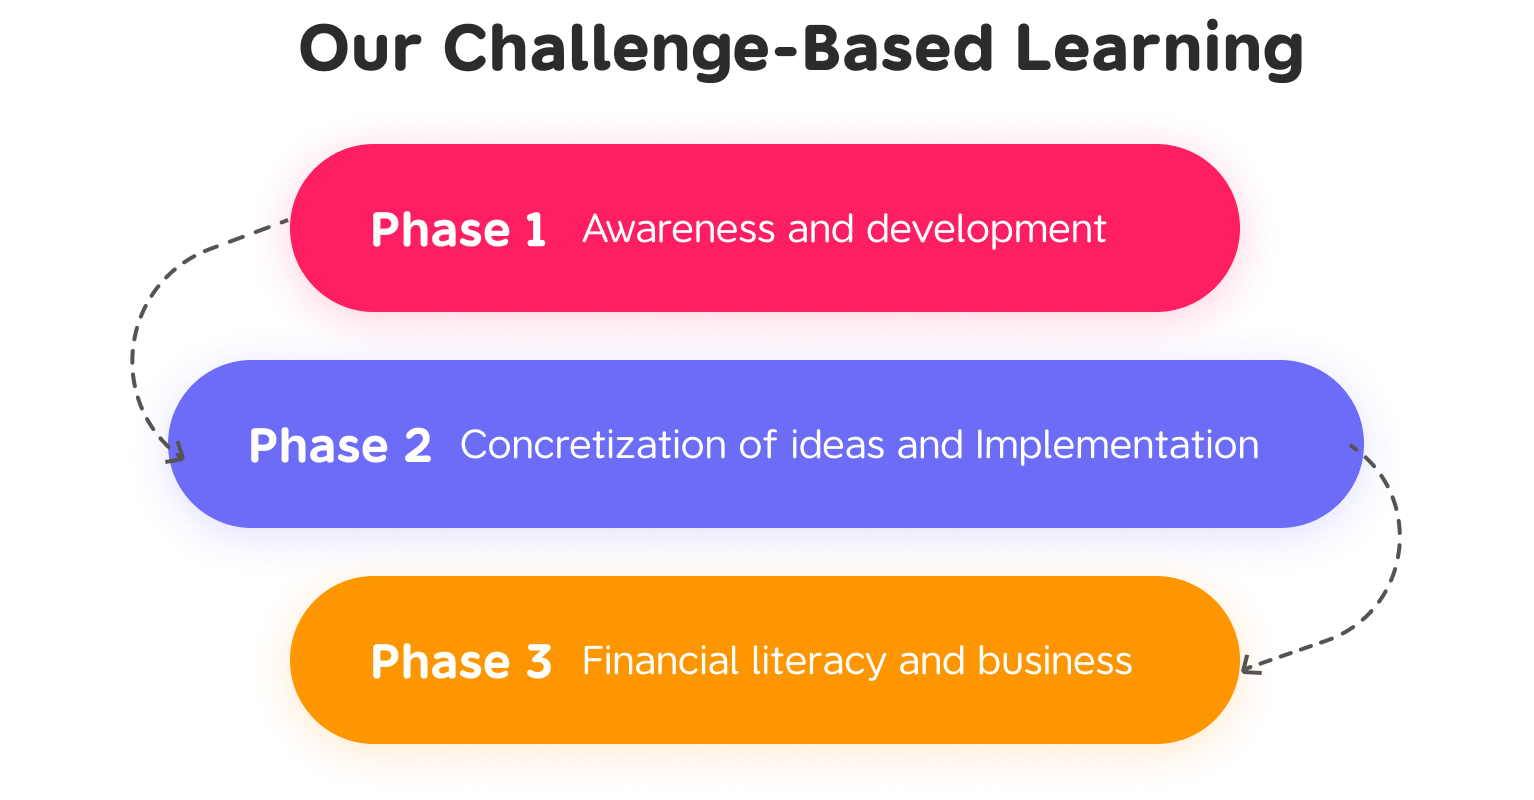 Our Challenge-Based Learning
Phase 1 Awareness and development
Phase 2 Concretization of ideas and Implementation
Phase 3 Financial literacy and business